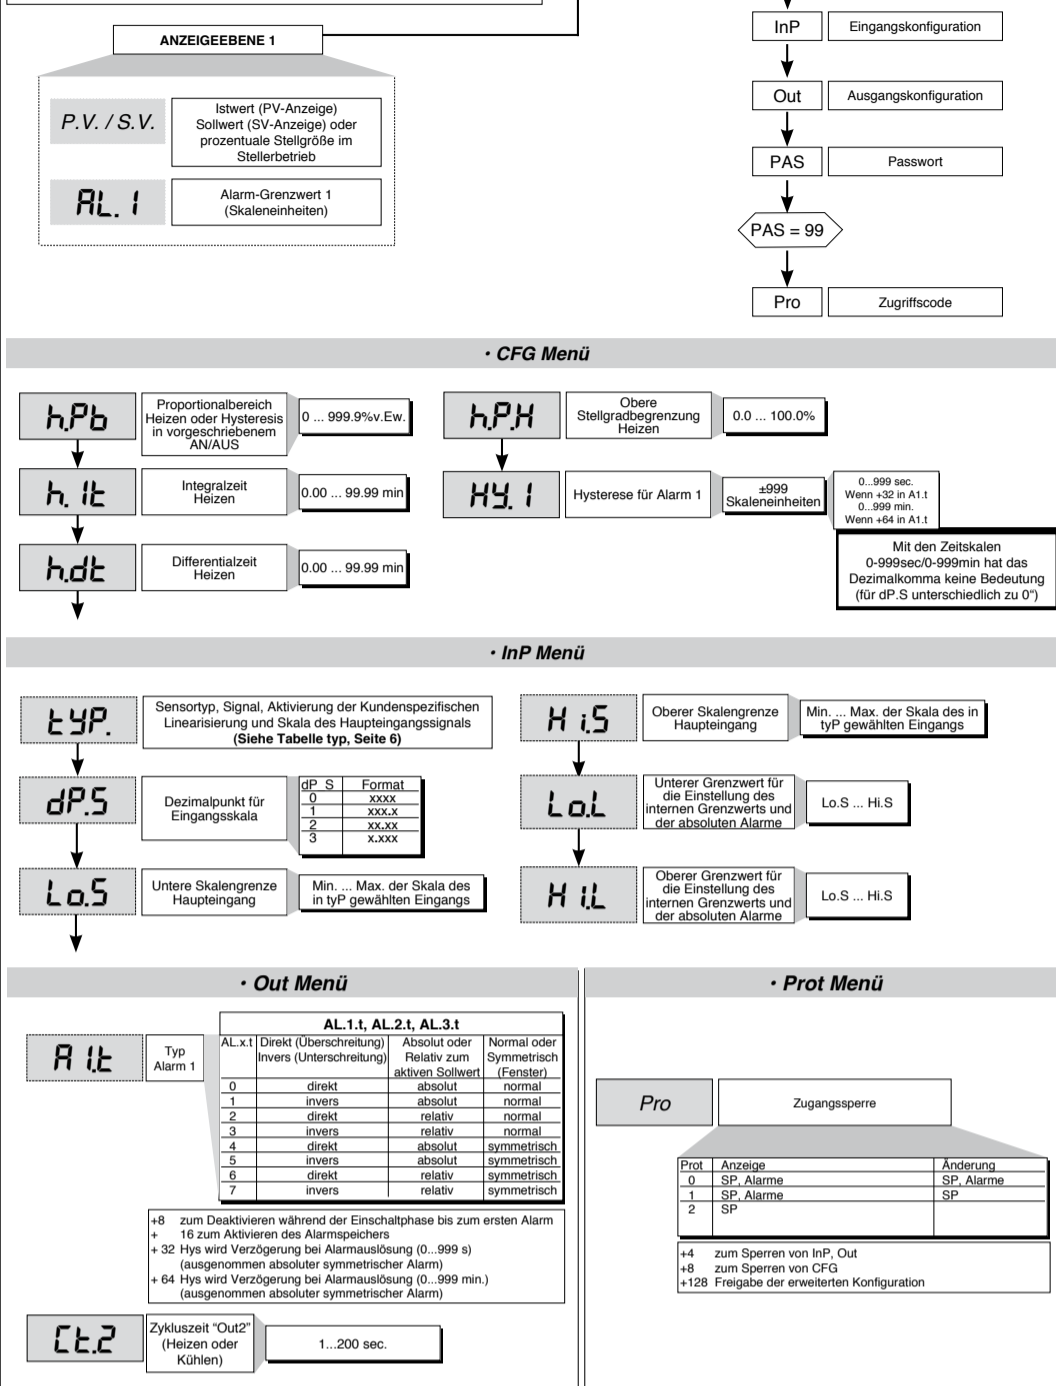 ANZEIGEEBENE 1
P.V. / S.V.
Istwert (PV-Anzeige)
Sollwert (SV-Anzeige) oder
prozentuale Stellgröße im
Stellerbetrieb
AL. 1
Alarm-Grenzwert 1
(Skaleneinheiten)
InP
Eingangskonfiguration
Out
Ausgangskonfiguration
PAS
Passwort
PAS = 99
Pro
Zugriffscode
• CFG Menü
h.Pb
Proportionalbereich
Heizen oder Hysteresis
in vorgeschriebenem
AN/AUS
0 ... 999.9%v.Ew.
h. It
Integralzeit
Heizen
0.00 ... 99.99 min
h.dt
Differentialzeit
Heizen
0.00 ... 99.99 min
h.P.H
Obere
Stellgradbegrenzung
Heizen
0.0 ... 100.0%
HY. 1
Hysterese für Alarm 1
±999
Skaleneinheiten
0...999 sec.
Wenn +32 in A1.t
0...999 min.
Wenn +64 in A1.t
Mit den Zeitskalen
0-999sec/0-999min hat das
Dezimalkomma keine Bedeutung
(für dP.S unterschiedlich zu 0“)
• InP Menü
tYP.
Sensortyp, Signal, Aktivierung der Kundenspezifischen
Linearisierung und Skala des Haupteingangssignals
(Siehe Tabelle typ, Seite 6)
dP.S
Dezimalpunkt für
Eingangsskala
dP_S Format
0 xxxx
1 xxx.x
2 xx.xx
3 x.xxx
Lo.S
Untere Skalengrenze
Haupteingang
Min. ... Max. der Skala des
in tyP gewählten Eingangs
H i.S
Oberer Skalengrenze
Haupteingang
Min. ... Max. der Skala des in
tyP gewählten Eingangs
Lo.L
Unterer Grenzwert für
die Einstellung des
internen Grenzwerts und
der absoluten Alarme
Lo.S ... Hi.S
H i.L
Oberer Grenzwert für
die Einstellung des
internen Grenzwerts und
der absoluten Alarme
Lo.S ... Hi.S
• Out Menü
A 1.t
Typ
Alarm 1
AL.1.t, AL.2.t, AL.3.t
AL.x.t Direkt (Überschreitung) Absolut oder Normal oder
Invers (Unterschreitung) Relativ zum Symmetrisch
aktiven Sollwert (Fenster)
0 direkt absolut normal
1 invers absolut normal
2 direkt relativ normal
3 invers relativ normal
4 direkt absolut symmetrisch
5 invers absolut symmetrisch
6 direkt relativ symmetrisch
7 invers relativ symmetrisch
+8 zum Deaktivieren während der Einschaltphase bis zum ersten Alarm
+ 16 zum Aktivieren des Alarmspeichers
+ 32 Hys wird Verzögerung bei Alarmauslösung (0...999 s)
(ausgenommen absoluter symmetrischer Alarm)
+ 64 Hys wird Verzögerung bei Alarmauslösung (0...999 min.)
(ausgenommen absoluter symmetrischer Alarm)
Ct.2
Zykluszeit “Out2”
(Heizen oder
Kühlen)
1...200 sec.
• Prot Menü
Pro
Zugangssperre
Prot Anzeige Änderung
0 SP, Alarme SP, Alarme
1 SP, Alarme SP
2 SP
+4 zum Sperren von InP, Out
+8 zum Sperren von CFG
+128 Freigabe der erweiterten Konfiguration